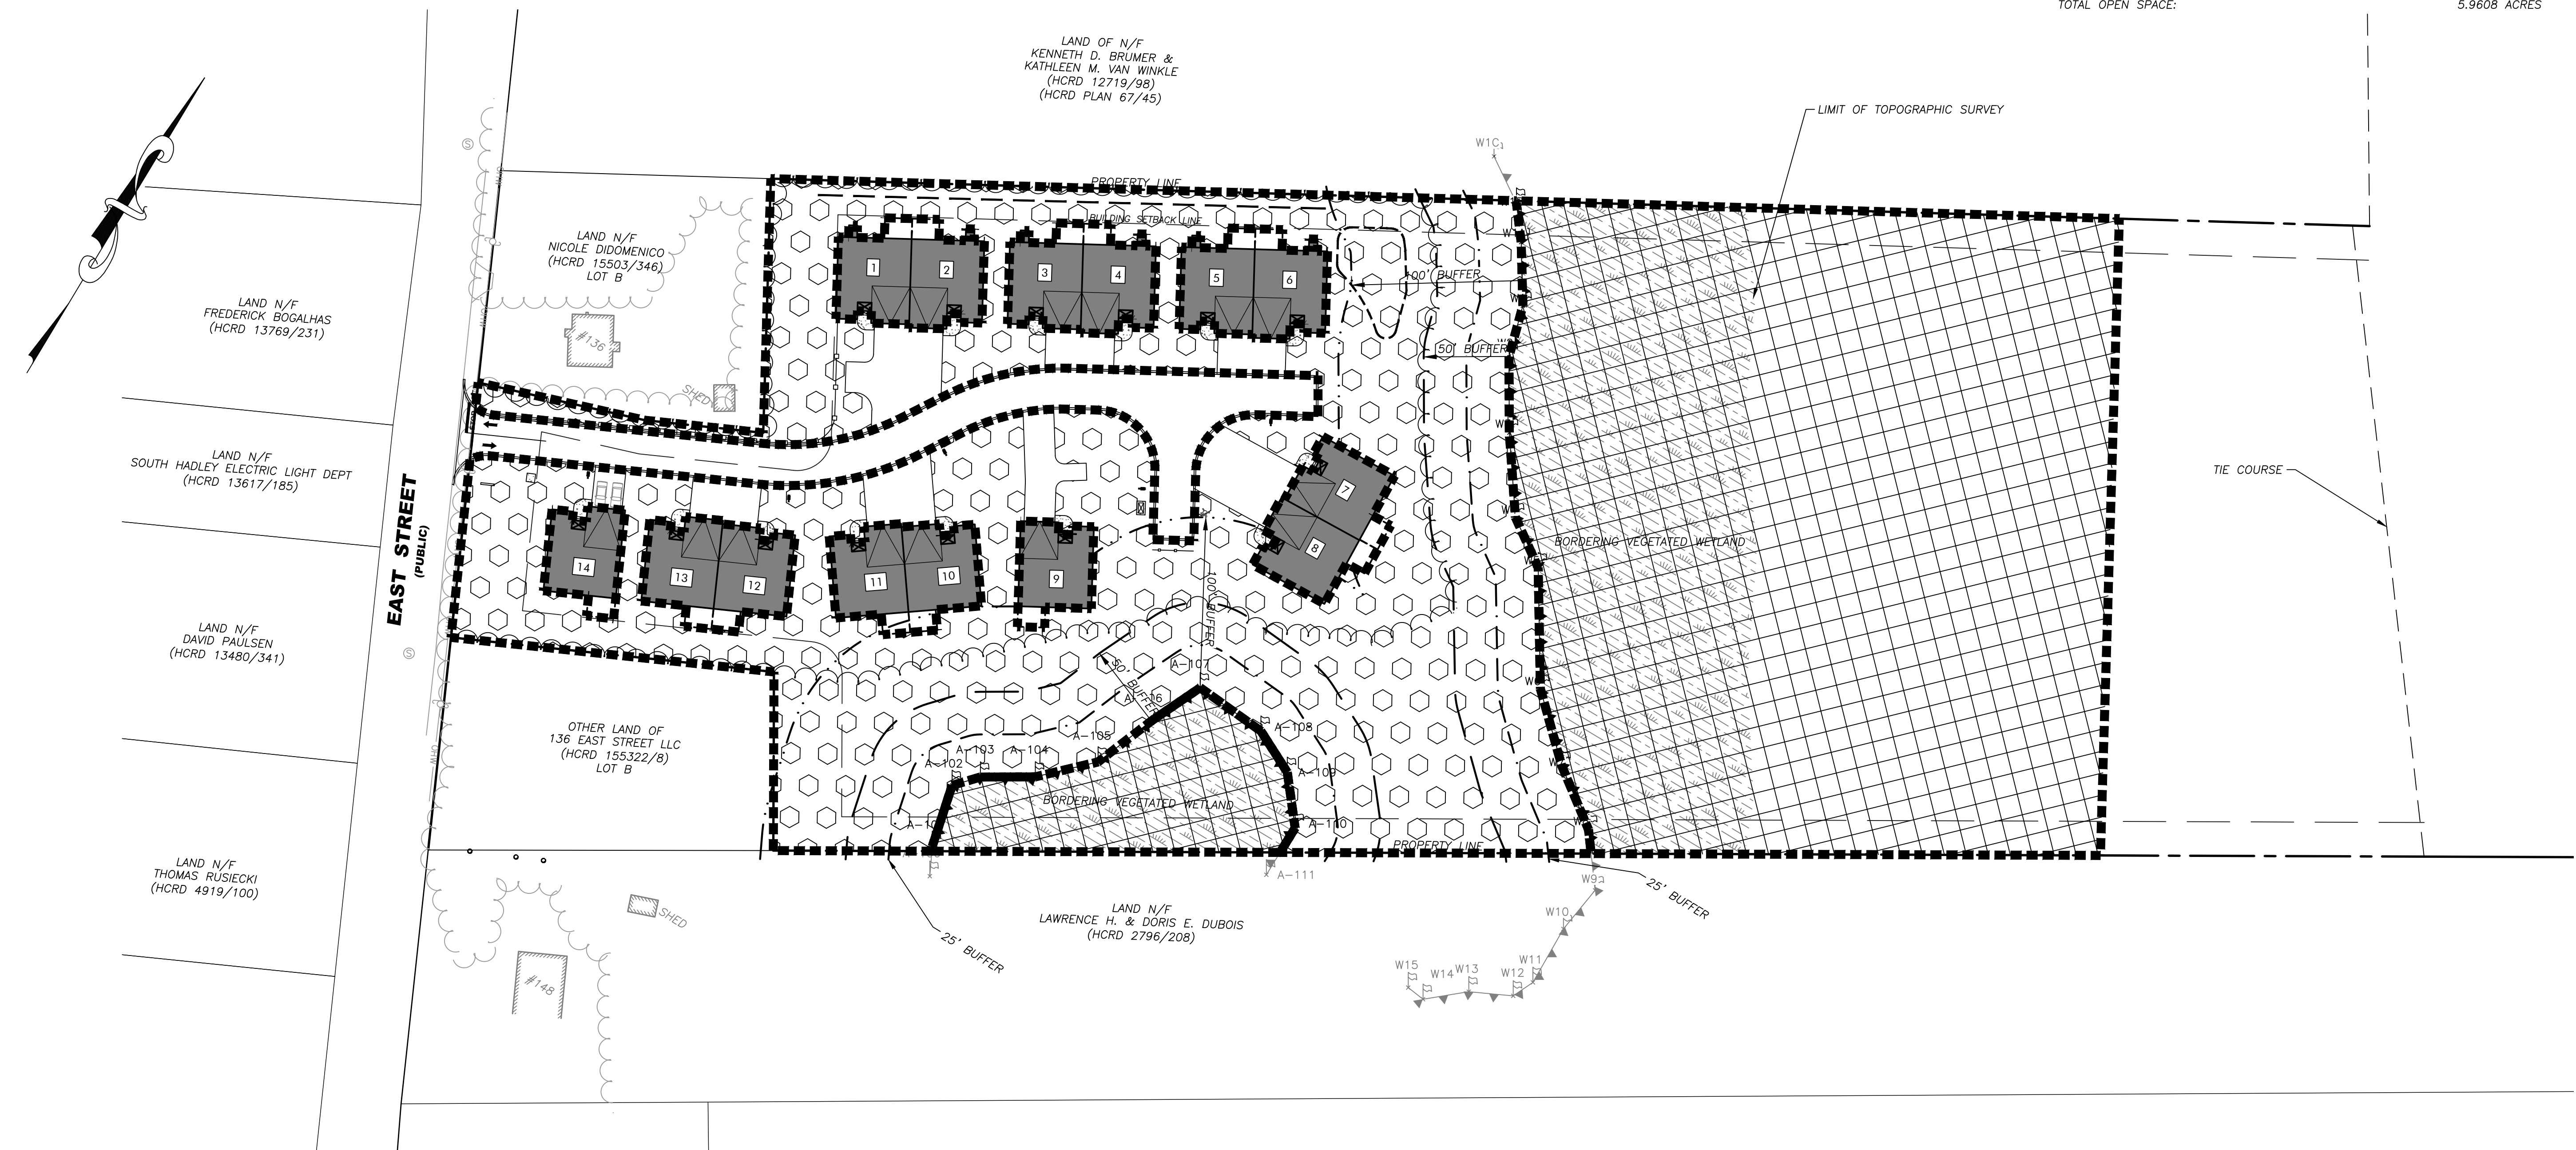 TOTAL OPEN SPACE: 5.9608 ACRES
LAND OF N/F
KENNETH D. BRUMER &
KATHLEEN M. VAN WINKLE
(HCRD 12719/98)
(HCRD PLAN 67/45)
LIMIT OF TOPOGRAPHIC SURVEY
W1C
PROPERTY LINE
BUILDING SETBACK LINE
LAND N/F
NICOLE DIDOMENICO
(HCRD 15503/346)
LOT B
LAND N/F
FREDERICK BOGALHAS
(HCRD 13769/231)
#136
SHED
1
2
3
4
5
6
100' BUFFER
50' BUFFER
LAND N/F
SOUTH HADLEY ELECTRIC LIGHT DEPT
(HCRD 13617/185)
EAST STREET
(PUBLIC)
TIE COURSE
7
8
BORDERING VEGETATED WETLAND
14
13
12
11
10
9
100' BUFFER
LAND N/F
DAVID PAULSEN
(HCRD 13480/341)
50' BUFFER
A-107
A-105
A-108
A-103
A-104
A-102
A-109
A-110
OTHER LAND OF
136 EAST STREET LLC
(HCRD 155322/8)
LOT B
OHW
BORDERING VEGETATED WETLAND
PROPERTY LINE
LAND N/F
THOMAS RUSIECKI
(HCRD 4919/100)
A-111
W9
25' BUFFER
25' BUFFER
SHED
LAND N/F
LAWRENCE H. & DORIS E. DUBOIS
(HCRD 2796/208)
W10
W11
W12
W13
W14
W15
#148